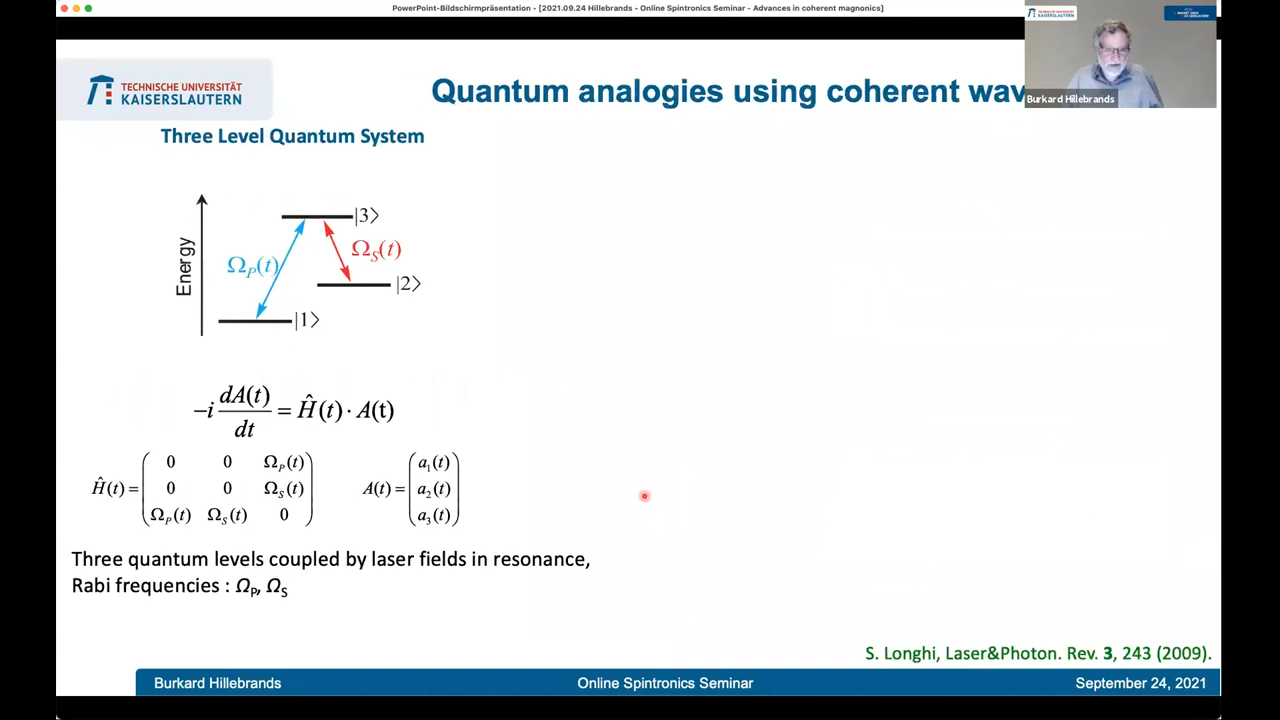 PowerPoint-Bildschirmpräsentation - [2021.09.24 Hillebrands - Online Spintronics Seminar - Advances in coherent magnonics]
TECHNISCHE UNIVERSITÄT
KAISERSLAUTERN
Quantum analogies using coherent wav
Burkard Hillebrands
Three Level Quantum System
Energy
|3⟩
Ω_P(t)
Ω_S(t)
|2⟩
|1⟩
−i dA(t)/dt = Ĥ(t) · A(t)
Ĥ(t) = ( 0 0 Ω_P(t)
0 0 Ω_S(t)
Ω_P(t) Ω_S(t) 0 )
A(t) = ( a₁(t)
a₂(t)
a₃(t) )
Three quantum levels coupled by laser fields in resonance,
Rabi frequencies : Ω_P, Ω_S
S. Longhi, Laser&Photon. Rev. 3, 243 (2009).
Burkard Hillebrands
Online Spintronics Seminar
September 24, 2021